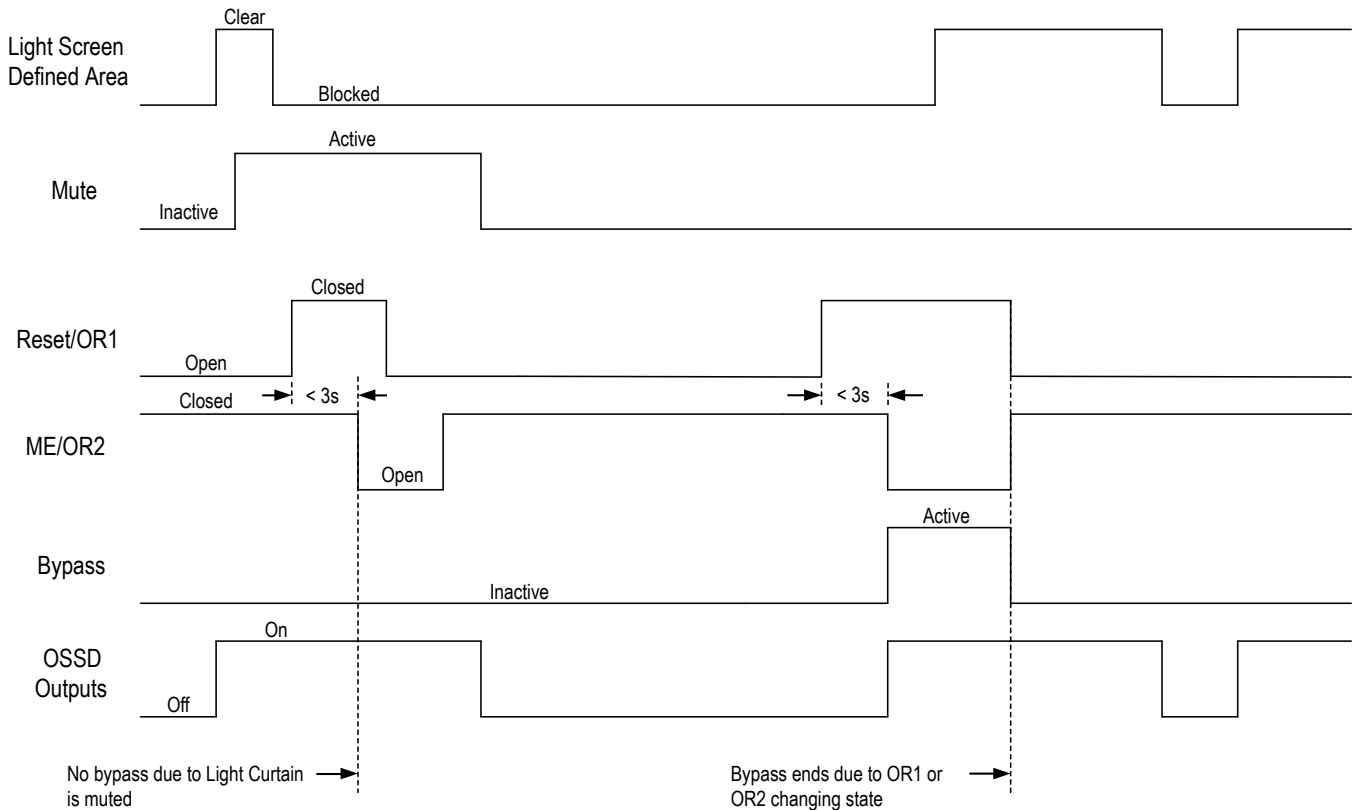 Clear
Light Screen
Defined Area
Blocked
Active
Mute
Inactive
Closed
Reset/OR1
Open
< 3s
< 3s
Closed
ME/OR2
Open
Active
Bypass
Inactive
On
OSSD
Outputs
Off
No bypass due to Light Curtain
is muted
Bypass ends due to OR1 or
OR2 changing state